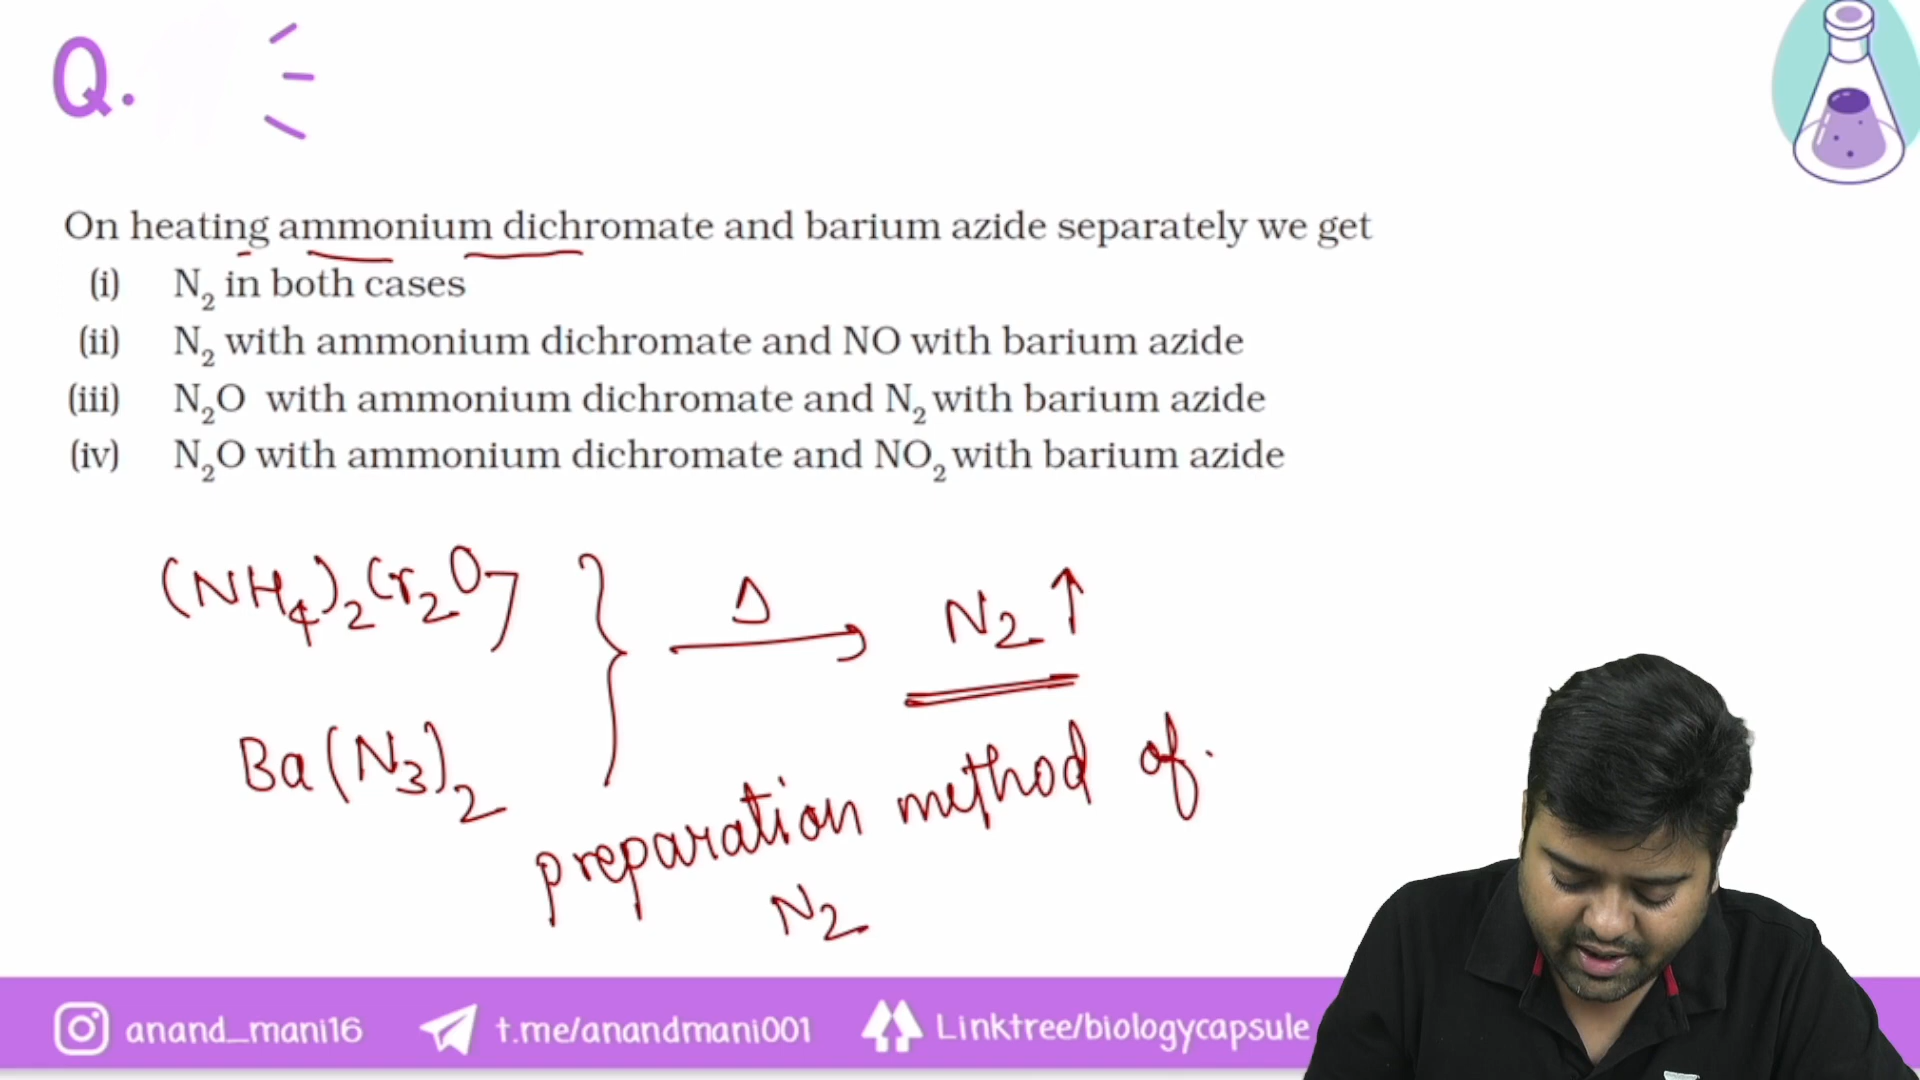 Q.
On heating ammonium dichromate and barium azide separately we get
(i) N₂ in both cases
(ii) N₂ with ammonium dichromate and NO with barium azide
(iii) N₂O with ammonium dichromate and N₂ with barium azide
(iv) N₂O with ammonium dichromate and NO₂ with barium azide
(NH₄)₂Cr₂O₇
Δ
N₂↑
Ba(N₃)₂
preparation method of.
N₂
anand_mani16 t.me/anandmani001 Linktree/biologycapsule